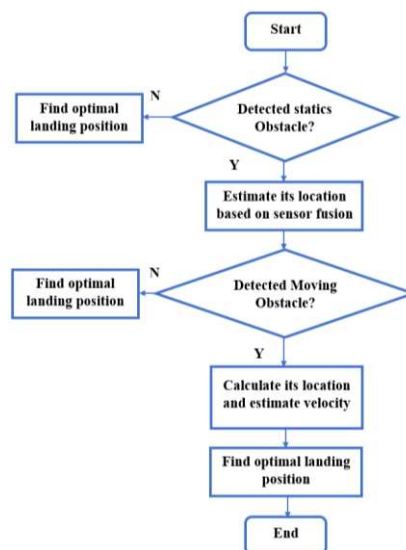 Start
Detected statics
Obstacle?
N
Find optimal
landing position
Y
Estimate its location
based on sensor fusion
Detected Moving
Obstacle?
N
Find optimal
landing position
Y
Calculate its location
and estimate velocity
Find optimal landing
position
End